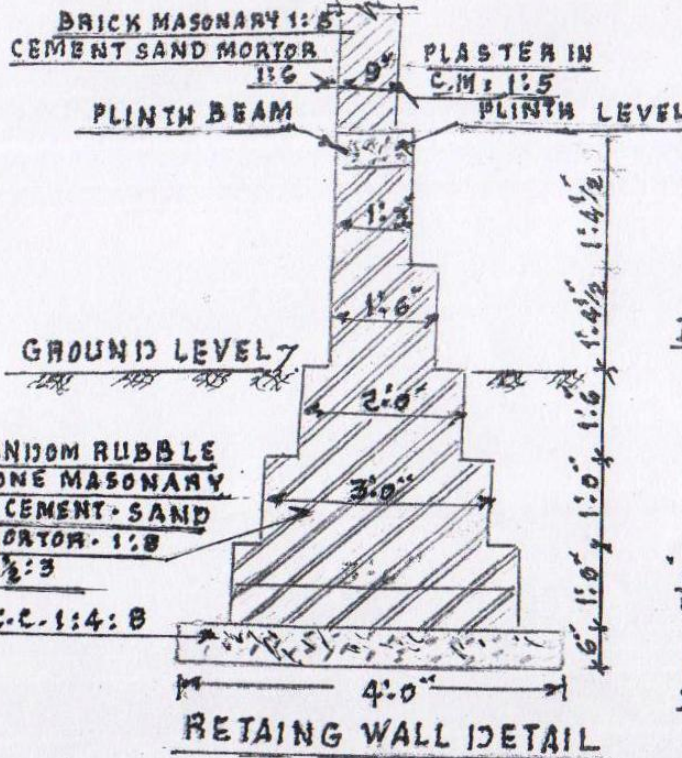 BRICK MASONARY 1:5
CEMENT SAND MORTOR
1:6
9"
PLASTER IN
C.M: 1:5
PLINTH BEAM
PLINTH LEVEL
1'.3"
1'.4½"
1'-6"
1'.4½"
GROUND LEVEL
2'.0"
1'.6"
NDOM RUBBLE
ONE MASONARY
CEMENT-SAND
ORTOR. 1:8
½:3
3'.0"
1'.0"
1'.0"
C.C. 1:4:8
6"
4'.0"
RETAING WALL DETAIL